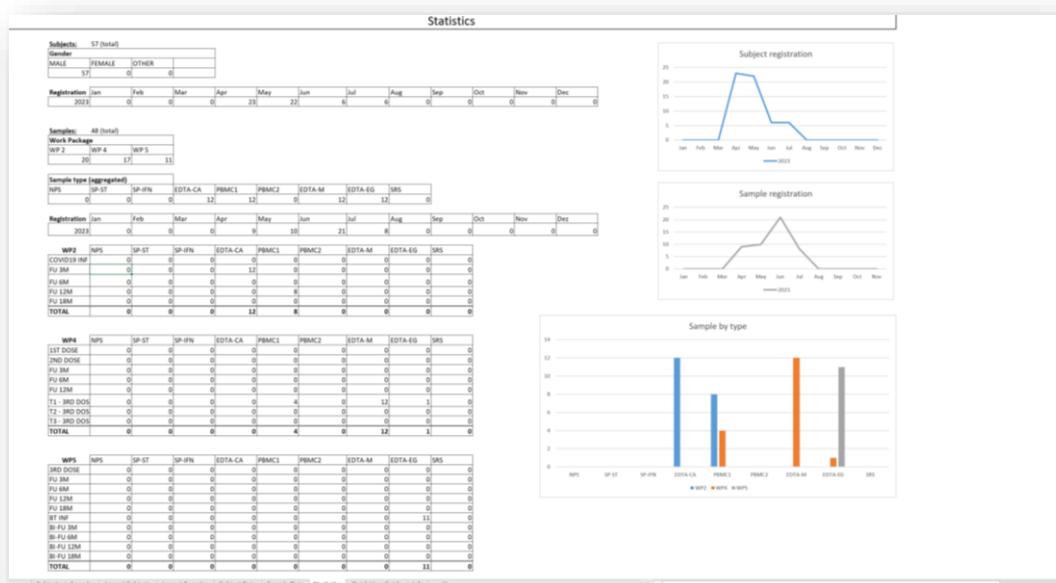 Statistics
Subjects: 57 (total)
Gender
MALE FEMALE OTHER
57 0 0
Registration Jan Feb Mar Apr May Jun Jul Aug Sep Oct Nov Dec
2023 0 0 0 23 22 6 6 0 0 0 0 0
Samples: 48 (total)
Work Package
WP 2 WP 4 WP 5
20 17 11
Sample type (aggregated)
NPS SP-ST SP-IFN EDTA-CA PBMC1 PBMC2 EDTA-M EDTA-EG SRS
0 0 0 12 12 0 12 12 0
Registration Jan Feb Mar Apr May Jun Jul Aug Sep Oct Nov Dec
2023 0 0 0 9 10 21 8 0 0 0 0 0
WP2 NPS SP-ST SP-IFN EDTA-CA PBMC1 PBMC2 EDTA-M EDTA-EG SRS
COVID19 INF 0 0 0 0 0 0 0 0 0
FU 3M 0 0 0 12 0 0 0 0 0
FU 6M 0 0 0 0 0 0 0 0 0
FU 12M 0 0 0 0 8 0 0 0 0
FU 18M 0 0 0 0 0 0 0 0 0
TOTAL 0 0 0 12 8 0 0 0 0
WP4 NPS SP-ST SP-IFN EDTA-CA PBMC1 PBMC2 EDTA-M EDTA-EG SRS
1ST DOSE 0 0 0 0 0 0 0 0 0
2ND DOSE 0 0 0 0 0 0 0 0 0
FU 3M 0 0 0 0 0 0 0 0 0
FU 6M 0 0 0 0 0 0 0 0 0
FU 12M 0 0 0 0 0 0 0 0 0
T1 - 3RD DOS 0 0 0 0 4 0 12 1 0
T2 - 3RD DOS 0 0 0 0 0 0 0 0 0
T3 - 3RD DOS 0 0 0 0 0 0 0 0 0
TOTAL 0 0 0 0 4 0 12 1 0
WP5 NPS SP-ST SP-IFN EDTA-CA PBMC1 PBMC2 EDTA-M EDTA-EG SRS
3RD DOSE 0 0 0 0 0 0 0 0 0
FU 3M 0 0 0 0 0 0 0 0 0
FU 6M 0 0 0 0 0 0 0 0 0
FU 12M 0 0 0 0 0 0 0 0 0
FU 18M 0 0 0 0 0 0 0 0 0
BT INF 0 0 0 0 0 0 0 11 0
BI-FU 3M 0 0 0 0 0 0 0 0 0
BI-FU 6M 0 0 0 0 0 0 0 0 0
BI-FU 12M 0 0 0 0 0 0 0 0 0
BI-FU 18M 0 0 0 0 0 0 0 0 0
TOTAL 0 0 0 0 0 0 0 11 0
Subject registration
25
20
15
10
5
0
Jan Feb Mar Apr May Jun Jul Aug Sep Oct Nov Dec
2023
Sample registration
25
20
15
10
5
0
Jan Feb Mar Apr May Jun Jul Aug Sep Oct Nov
2023
Sample by type
14
12
10
8
6
4
2
0
NPS SP-ST SP-IFN EDTA-CA PBMC1 PBMC2 EDTA-M EDTA-EG SRS
WP2 WP4 WP5